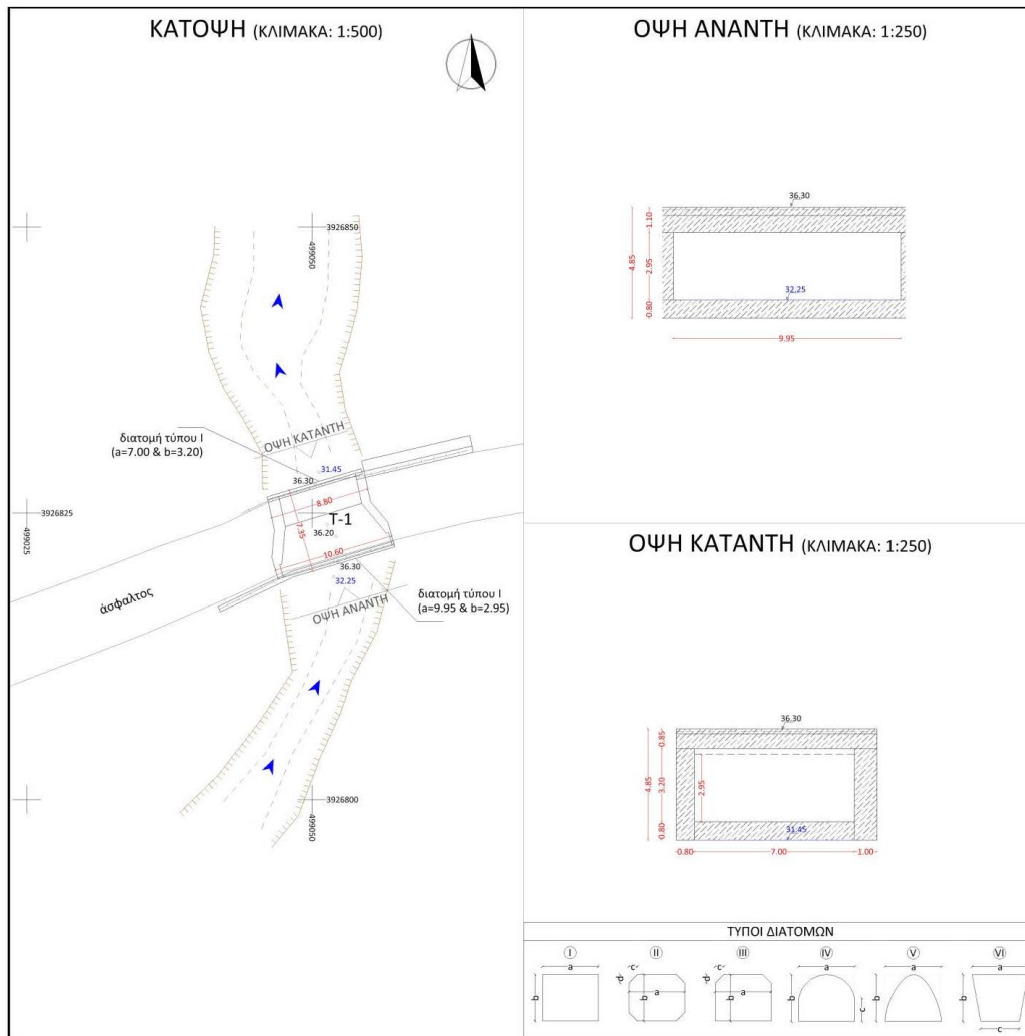 ΚΑΤΟΨΗ (ΚΛΙΜΑΚΑ: 1:500)
3926850
499050
διατομή τύπου Ι
(a=7.00 & b=3.20)
ΟΨΗ ΚΑΤΑΝΤΗ
31.45
36.30
8.80
3926825
499025
7.35
T-1
36.20
10.60
36.30
32.25
άσφαλτος
ΟΨΗ ΑΝΑΝΤΗ
διατομή τύπου Ι
(a=9.95 & b=2.95)
3926800
499050
ΟΨΗ ΑΝΑΝΤΗ (ΚΛΙΜΑΚΑ: 1:250)
36.30
1.10
4.85
2.95
32.25
0.80
9.95
ΟΨΗ ΚΑΤΑΝΤΗ (ΚΛΙΜΑΚΑ: 1:250)
36.30
0.85
4.85
3.20
2.95
0.80
31.45
0.80 7.00 1.00
ΤΥΠΟΙ ΔΙΑΤΟΜΩΝ
I II III IV V VI
a c c a a a
b d b a d b a b c b b
c